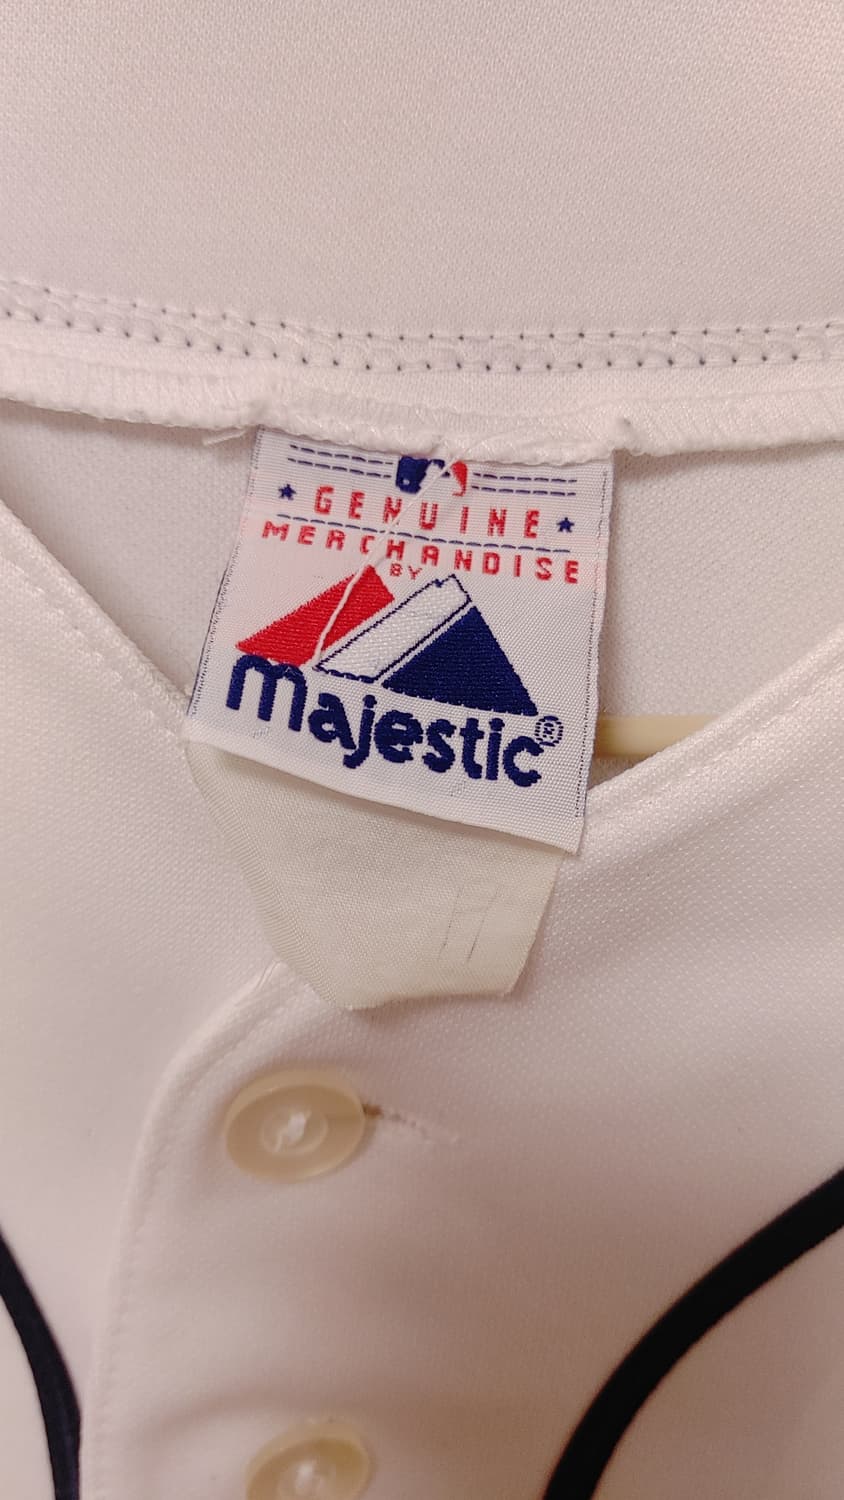 ★ GENUINE ★
MERCHANDISE
BY
majestic®